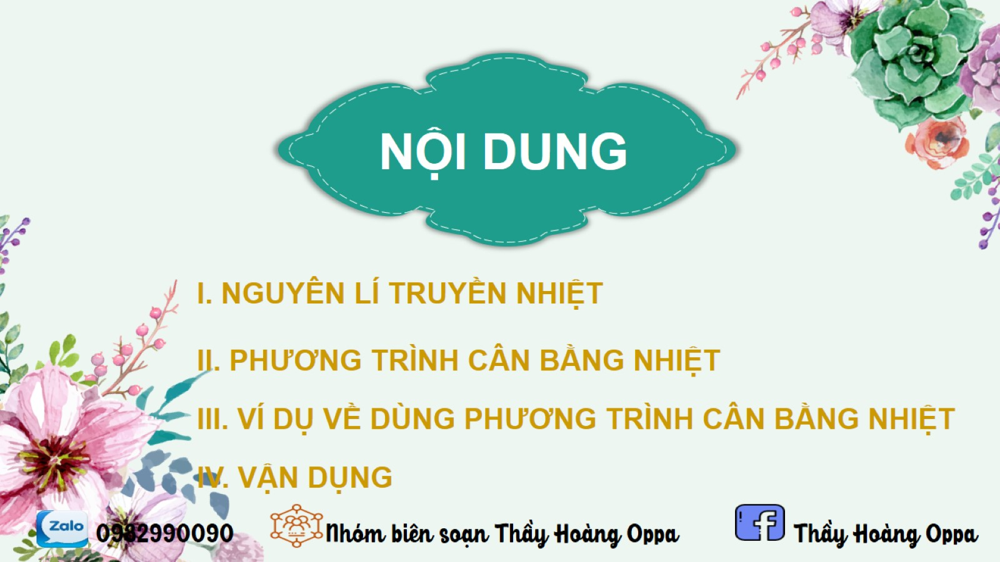 NỘI DUNG
I. NGUYÊN LÍ TRUYỀN NHIỆT
II. PHƯƠNG TRÌNH CÂN BẰNG NHIỆT
III. VÍ DỤ VỀ DÙNG PHƯƠNG TRÌNH CÂN BẰNG NHIỆT
IV. VẬN DỤNG
Zalo 0982990090 Nhóm biên soạn Thầy Hoàng Oppa f Thầy Hoàng Oppa